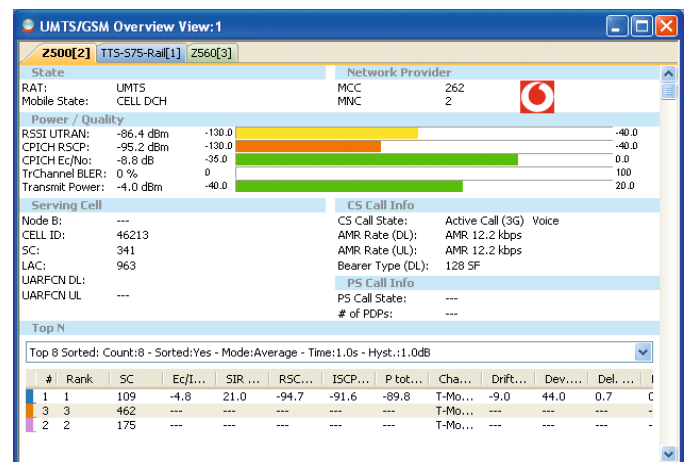 UMTS/GSM Overview View:1
Z500[2] TTS-S75-Rail[1] Z560[3]
State Network Provider
RAT: UMTS MCC 262
Mobile State: CELL DCH MNC 2
Power / Quality
RSSI UTRAN: -86.4 dBm -130.0 -40.0
CPICH RSCP: -95.2 dBm -130.0 -40.0
CPICH Ec/No: -8.8 dB -35.0 0.0
TrChannel BLER: 0 % 0 100
Transmit Power: -4.0 dBm -40.0 20.0
Serving Cell CS Call Info
Node B: --- CS Call State: Active Call (3G) Voice
CELL ID: 46213 AMR Rate (DL): AMR 12.2 kbps
SC: 341 AMR Rate (UL): AMR 12.2 kbps
LAC: 963 Bearer Type (DL): 128 SF
UARFCN DL: PS Call Info
UARFCN UL --- PS Call State: ---
# of PDPs: ---
Top N
Top 8 Sorted: Count:8 - Sorted:Yes - Mode:Average - Time:1.0s - Hyst.:1.0dB
# Rank SC Ec/I... SIR ... RSC... ISCP... P tot... Cha... Drift... Dev.... Del. ...
1 1 109 -4.8 21.0 -94.7 -91.6 -89.8 T-Mo... -9.0 44.0 0.7
3 3 462 --- --- --- --- --- T-Mo... --- --- --- -
2 2 175 --- --- --- --- --- T-Mo... --- --- --- -